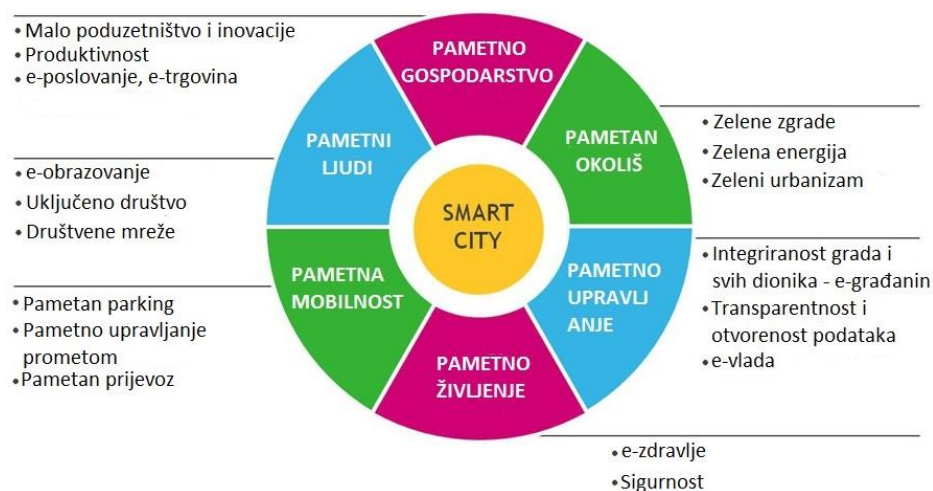 • Malo poduzetništvo i inovacije
• Produktivnost
• e-poslovanje, e-trgovina
PAMETNO
GOSPODARSTVO
PAMETNI
LJUDI
PAMETAN
OKOLIŠ
• Zelene zgrade
• Zelena energija
• Zeleni urbanizam
• e-obrazovanje
• Uključeno društvo
• Društvene mreže
SMART
CITY
PAMETNA
MOBILNOST
PAMETNO
UPRAVLJ
ANJE
• Integriranost grada i
svih dionika - e-građanin
• Transparentnost i
otvorenost podataka
• e-vlada
• Pametan parking
• Pametno upravljanje
prometom
• Pametan prijevoz
PAMETNO
ŽIVLJENJE
• e-zdravlje
• Sigurnost